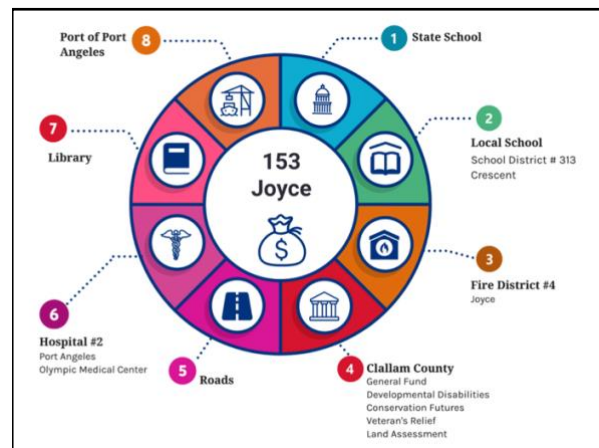 153
Joyce
$
1
State School
2
Local School
School District # 313
Crescent
3
Fire District #4
Joyce
4
Clallam County
General Fund
Developmental Disabilities
Conservation Futures
Veteran's Relief
Land Assessment
5
Roads
6
Hospital #2
Port Angeles
Olympic Medical Center
7
Library
8
Port of Port
Angeles